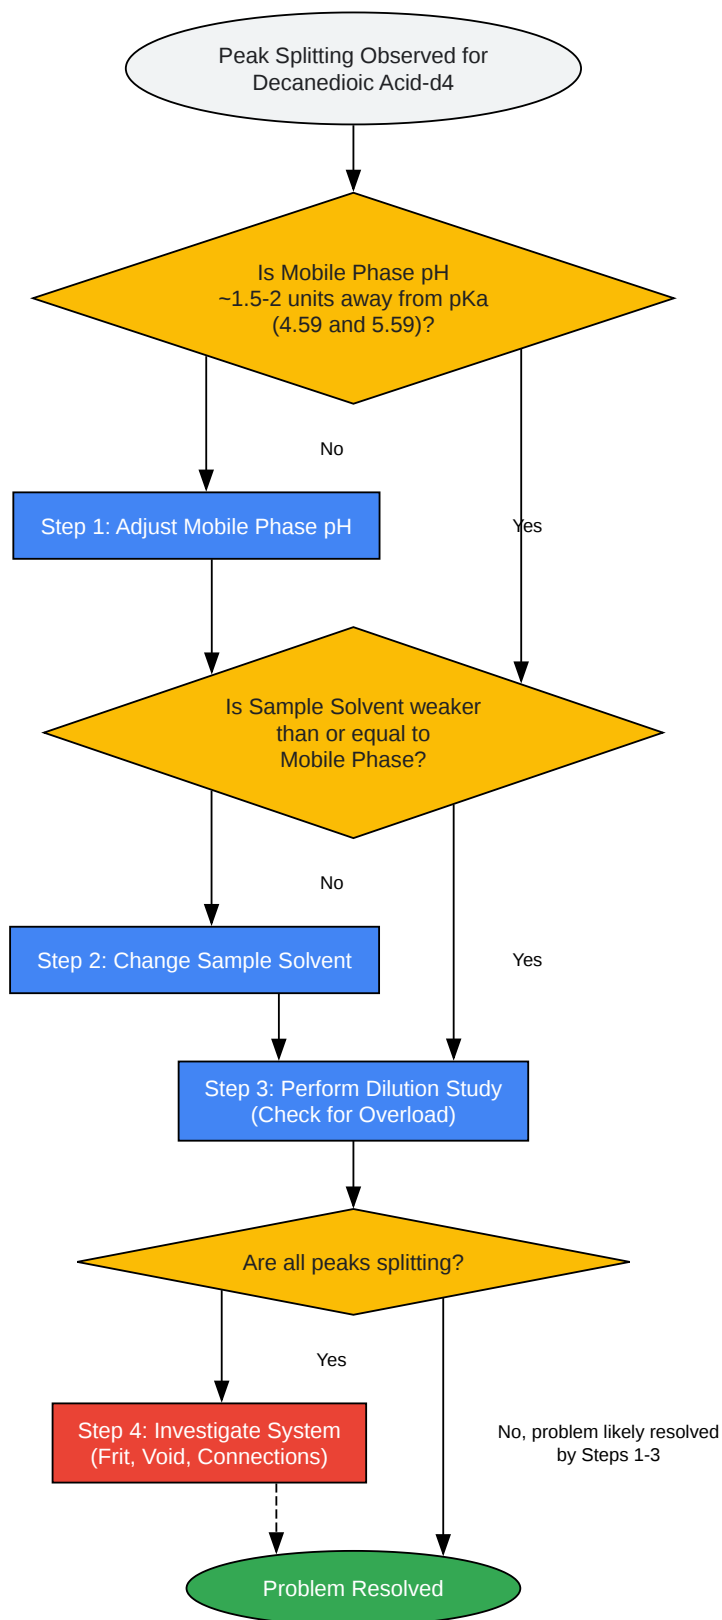 Peak Splitting Observed for
Decanedioic Acid-d4
Is Mobile Phase pH
~1.5-2 units away from pKa
(4.59 and 5.59)?
No
Step 1: Adjust Mobile Phase pH
Yes
Is Sample Solvent weaker
than or equal to
Mobile Phase?
No
Step 2: Change Sample Solvent
Yes
Step 3: Perform Dilution Study
(Check for Overload)
Are all peaks splitting?
Yes
Step 4: Investigate System
(Frit, Void, Connections)
No, problem likely resolved
by Steps 1-3
Problem Resolved